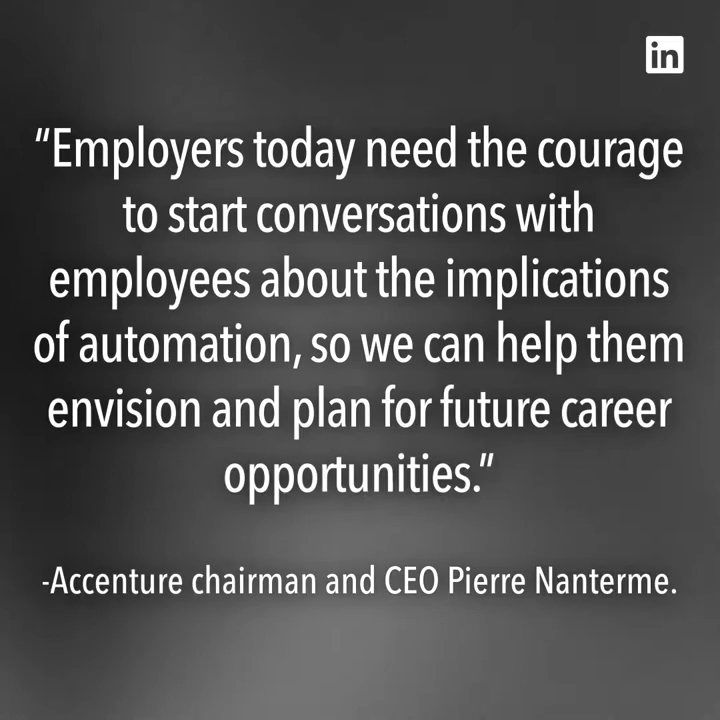 in
“Employers today need the courage
to start conversations with
employees about the implications
of automation, so we can help them
envision and plan for future career
opportunities.”
-Accenture chairman and CEO Pierre Nanterme.